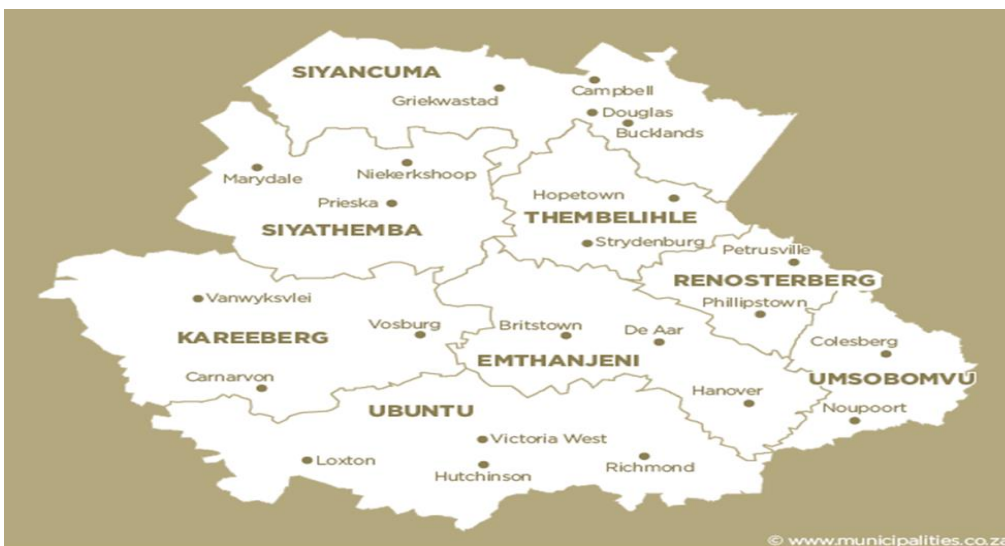 SIYANCUMA
Griekwastad
Campbell
Douglas
Bucklands
Marydale
Niekerkshoop
Prieska
SIYATHEMBA
Hopetown
THEMBELIHLE
Strydenburg
Petrusville
RENOSTERBERG
Phillipstown
Vanwyksvlei
KAREEBERG
Vosburg
Carnarvon
Britstown
De Aar
EMTHANJENI
Hanover
Colesberg
UMSOBOMVU
Noupoort
UBUNTU
Victoria West
Loxton
Hutchinson
Richmond
© www.municipalities.co.za